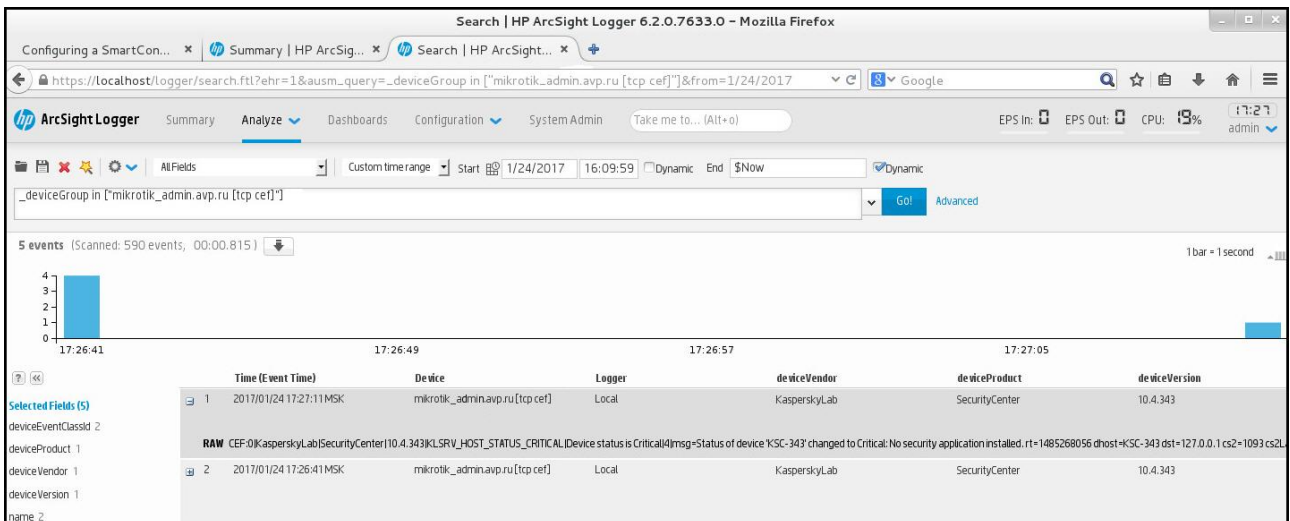 Search | HP ArcSight Logger 6.2.0.7633.0 - Mozilla Firefox
Configuring a SmartCon... × Summary | HP ArcSig... × Search | HP ArcSight... ×
https://localhost/logger/search.ftl?ehr=1&ausm_query=_deviceGroup in ["mikrotik_admin.avp.ru [tcp cef]"]&from=1/24/2017 Google
hp ArcSight Logger Summary Analyze Dashboards Configuration System Admin Take me to... (Alt+o) EPS In: 0 EPS Out: 0 CPU: 19% 17:27
admin
All Fields Custom time range Start 1/24/2017 16:09:59 Dynamic End $Now Dynamic
_deviceGroup in ["mikrotik_admin.avp.ru [tcp cef]"] Go! Advanced
5 events (Scanned: 590 events, 00:00.815) 1 bar = 1 second
4
3
2
1
0
17:26:41 17:26:49 17:26:57 17:27:05
? << Time (Event Time) Device Logger deviceVendor deviceProduct deviceVersion
Selected Fields (5) 1 2017/01/24 17:27:11 MSK mikrotik_admin.avp.ru [tcp cef] Local KasperskyLab SecurityCenter 10.4.343
deviceEventClassId 2
deviceProduct 1 RAW CEF:0|KasperskyLab|SecurityCenter|10.4.343|KLSRV_HOST_STATUS_CRITICAL|Device status is Critical|4|msg=Status of device 'KSC-343' changed to Critical: No security application installed. rt=1485268056 dhost=KSC-343 dst=127.0.0.1 cs2=1093 cs2La
deviceVendor 1 2 2017/01/24 17:26:41 MSK mikrotik_admin.avp.ru [tcp cef] Local KasperskyLab SecurityCenter 10.4.343
deviceVersion 1
name 2